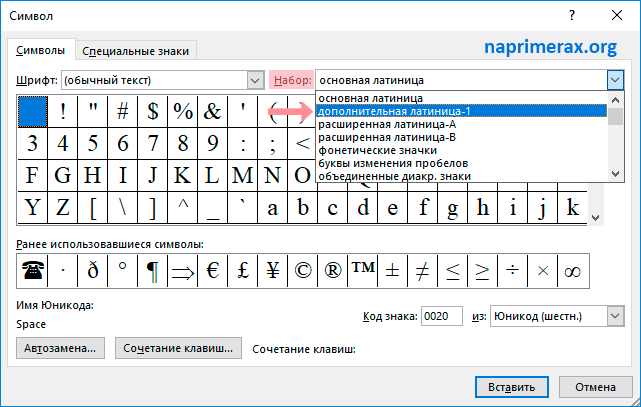 Символ
naprimerax.org
Символы Специальные знаки
Шрифт: (обычный текст) Набор: основная латиница
основная латиница
дополнительная латиница-1
расширенная латиница-A
расширенная латиница-B
фонетические значки
буквы изменения пробелов
объединенные диакр. знаки
! " # $ % & ' (
3 4 5 6 7 8 9 : ; <
F G H I J K L M N O
Y Z [ \ ] ^ _ ` a b c d e f g h i j k
Ранее использовавшиеся символы:
☎ · ð ° ¶ ⇒ € £ ¥ © ® ™ ± ≠ ≤ ≥ ÷ × ∞
Имя Юникода:
Space
Код знака: 0020 из: Юникод (шестн.)
Автозамена... Сочетание клавиш... Сочетание клавиш:
Вставить Отмена